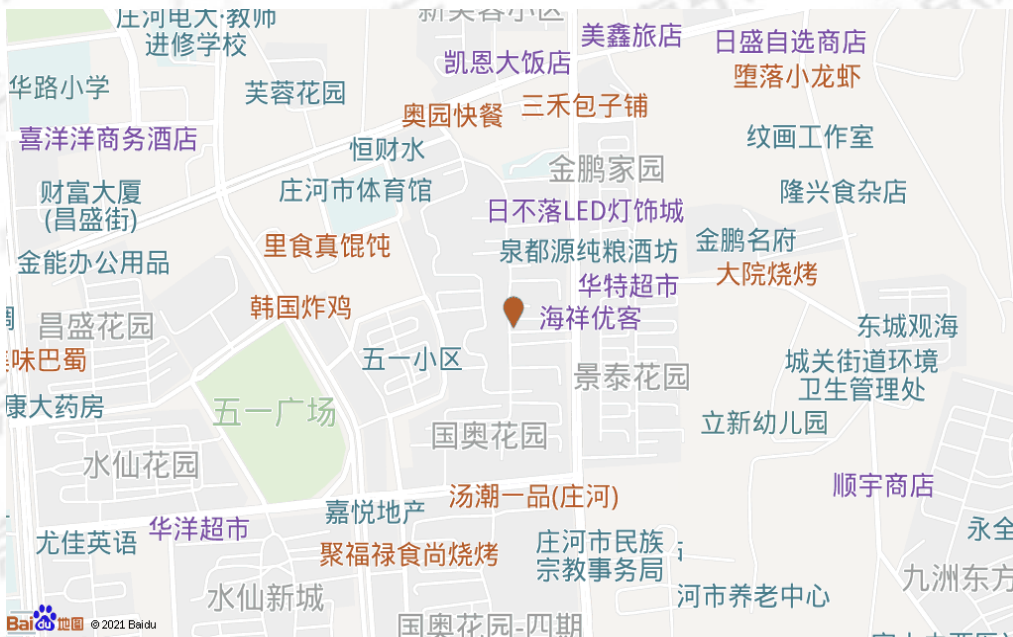 庄河电大·教师
进修学校
新芙蓉小区
美鑫旅店
日盛自选商店
凯恩大饭店
堕落小龙虾
华路小学
芙蓉花园
奥园快餐
三禾包子铺
喜洋洋商务酒店
恒财水
纹画工作室
金鹏家园
财富大厦
(昌盛街)
庄河市体育馆
隆兴食杂店
日不落LED灯饰城
里食真馄饨
泉都源纯粮酒坊
金鹏名府
金能办公用品
大院烧烤
华特超市
韩国炸鸡
海祥优客
昌盛花园
东城观海
味巴蜀
五一小区
城关街道环境
卫生管理处
景泰花园
康大药房
五一广场
立新幼儿园
国奥花园
水仙花园
顺宇商店
汤潮一品(庄河)
嘉悦地产
华洋超市
永全
尤佳英语
庄河市民族
宗教事务局
聚福禄食尚烧烤
九洲东方
水仙新城
河市养老中心
国奥花园-四期
Bai du 地图 © 2021 Baidu